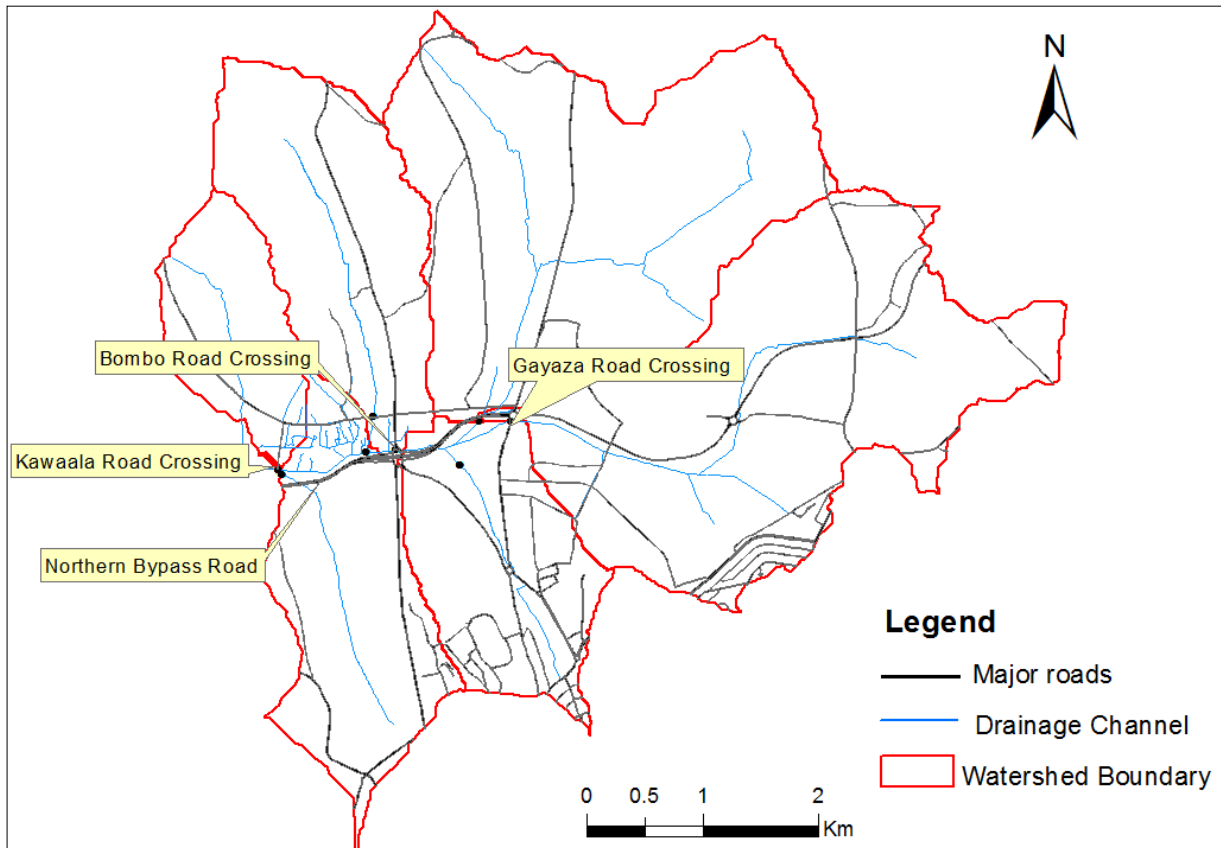 N
Bombo Road Crossing
Gayaza Road Crossing
Kawaala Road Crossing
Northern Bypass Road
Legend
Major roads
Drainage Channel
Watershed Boundary
0 0.5 1 2
Km